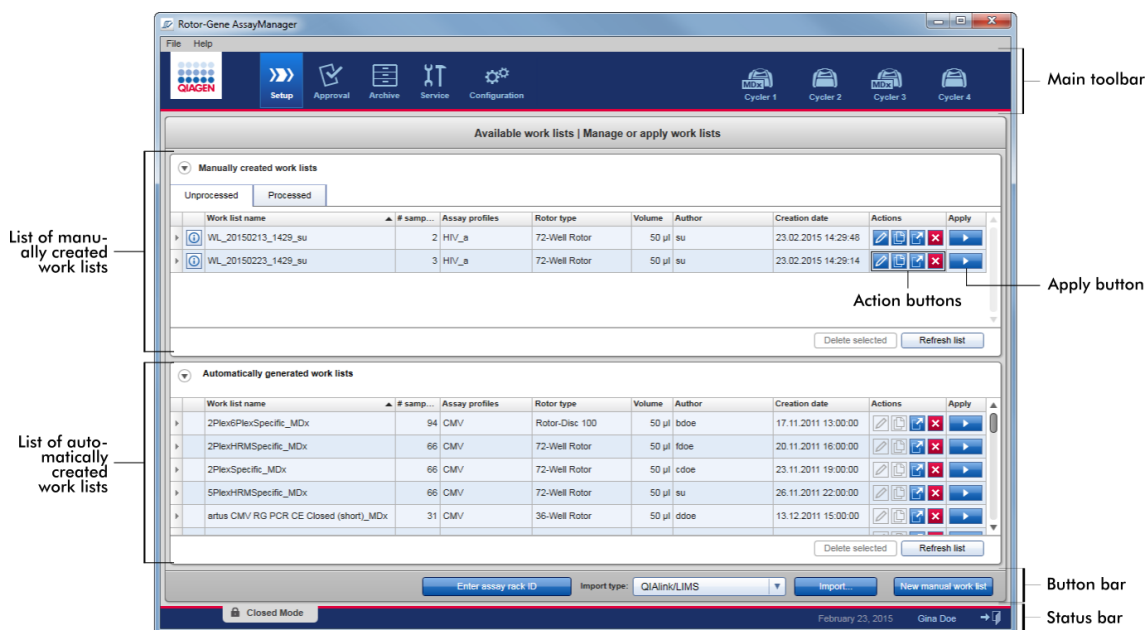 Rotor-Gene AssayManager
File Help
QIAGEN
Setup Approval Archive Service Configuration MDx Cycler 1 Cycler 2 MDx Cycler 3 Cycler 4
Main toolbar
Available work lists | Manage or apply work lists
Manually created work lists
Unprocessed Processed
Work list name # samp... Assay profiles Rotor type Volume Author Creation date Actions Apply
WL_20150213_1429_su 2 HIV_a 72-Well Rotor 50 µl su 23.02.2015 14:29:48
WL_20150223_1429_su 3 HIV_a 72-Well Rotor 50 µl su 23.02.2015 14:29:14
List of manu-
ally created
work lists
Action buttons
Apply button
Delete selected Refresh list
Automatically generated work lists
Work list name # samp... Assay profiles Rotor type Volume Author Creation date Actions Apply
2Plex6PlexSpecific_MDx 94 CMV Rotor-Disc 100 50 µl bdoe 17.11.2011 13:00:00
2PlexHRMSpecific_MDx 66 CMV 72-Well Rotor 50 µl fdoe 20.11.2011 16:00:00
2PlexSpecific_MDx 66 CMV 72-Well Rotor 50 µl cdoe 23.11.2011 19:00:00
5PlexHRMSpecific_MDx 66 CMV 72-Well Rotor 50 µl su 26.11.2011 22:00:00
artus CMV RG PCR CE Closed (short)_MDx 31 CMV 36-Well Rotor 50 µl ddoe 13.12.2011 15:00:00
List of auto-
matically
created
work lists
Delete selected Refresh list
Enter assay rack ID Import type: QIAlink/LIMS Import... New manual work list
Button bar
Closed Mode February 23, 2015 Gina Doe
Status bar